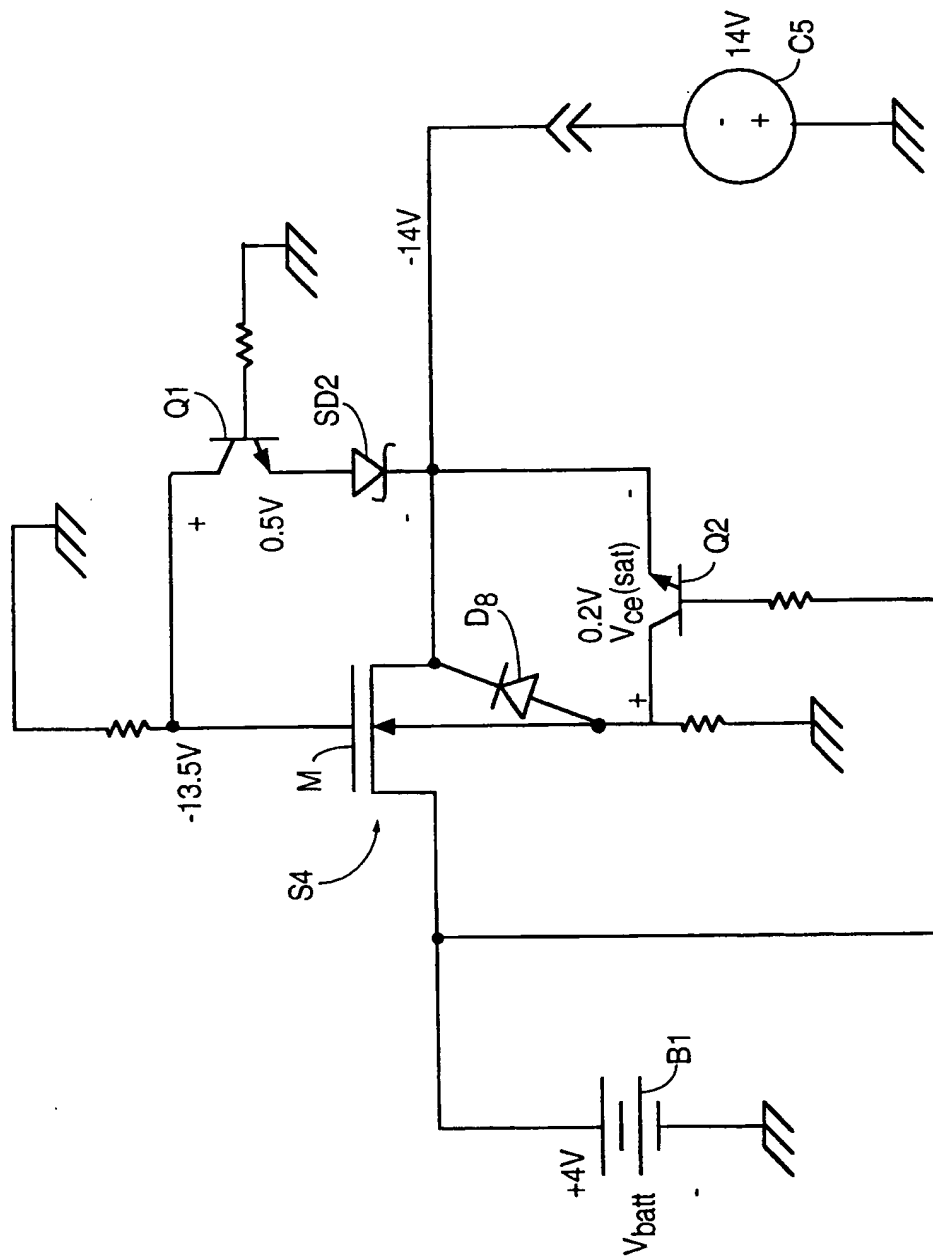 Q1
+
0.5V
SD2
-
-14V
14V
C5
-
+
-13.5V
M
S4
D8
0.2V
Vce(sat)
+
-
Q2
+4V
Vbatt
-
B1